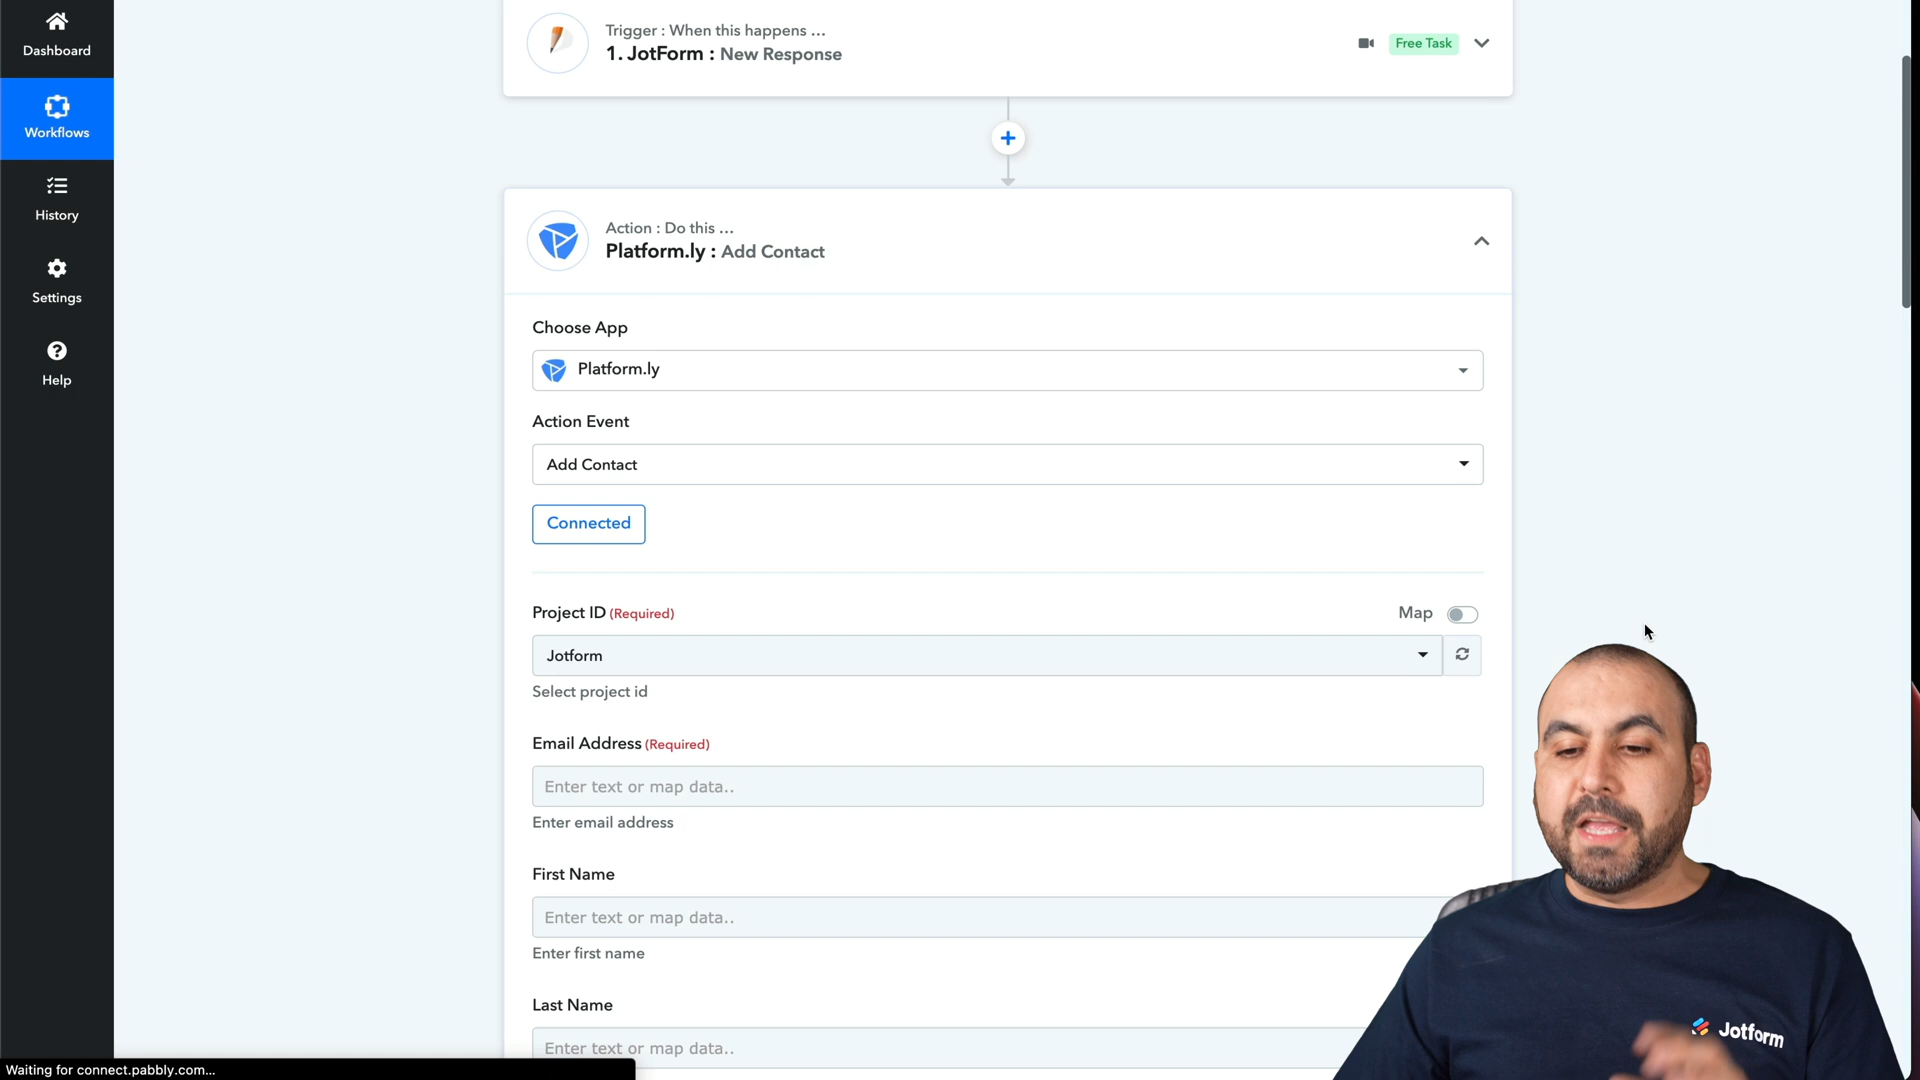 Dashboard
Workflows
History
Settings
Help
Trigger : When this happens ...
1. JotForm : New Response
Free Task
Action : Do this ...
Platform.ly : Add Contact
Choose App
Platform.ly
Action Event
Add Contact
Connected
Project ID (Required)
Map
Jotform
Select project id
Email Address (Required)
Enter text or map data..
Enter email address
First Name
Enter text or map data..
Enter first name
Last Name
Enter text or map data..
Jotform
Waiting for connect.pabbly.com...